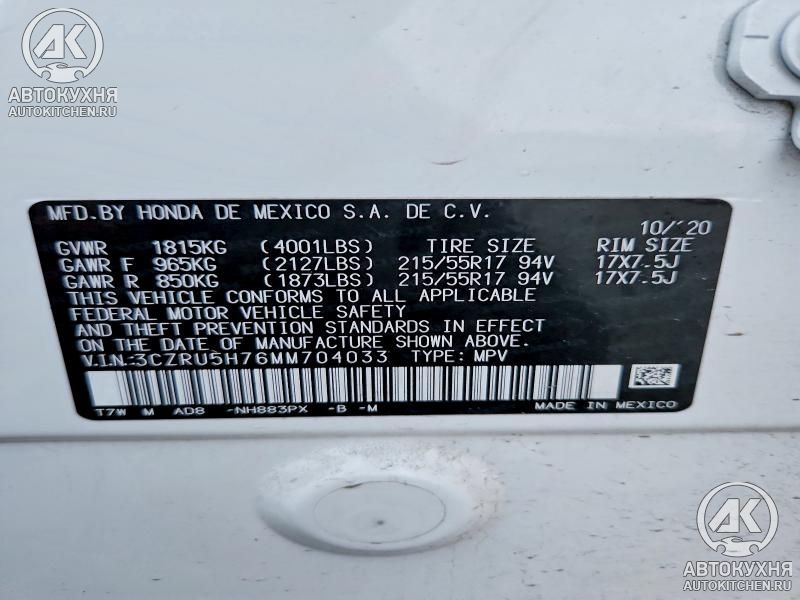 АК
АВТОКУХНЯ
AUTOKITCHEN.RU
MFD. BY HONDA DE MEXICO S.A. DE C.V.
10/'20
GVWR 1815KG (4001LBS) TIRE SIZE RIM SIZE
GAWR F 965KG (2127LBS) 215/55R17 94V 17X7.5J
GAWR R 850KG (1873LBS) 215/55R17 94V 17X7.5J
THIS VEHICLE CONFORMS TO ALL APPLICABLE
FEDERAL MOTOR VEHICLE SAFETY
AND THEFT PREVENTION STANDARDS IN EFFECT
ON THE DATE OF MANUFACTURE SHOWN ABOVE.
V.I.N.:3CZRU5H76MM704033 TYPE: MPV
T7W M AD8 -NH883PX -B -M MADE IN MEXICO
АК
АВТОКУХНЯ
AUTOKITCHEN.RU